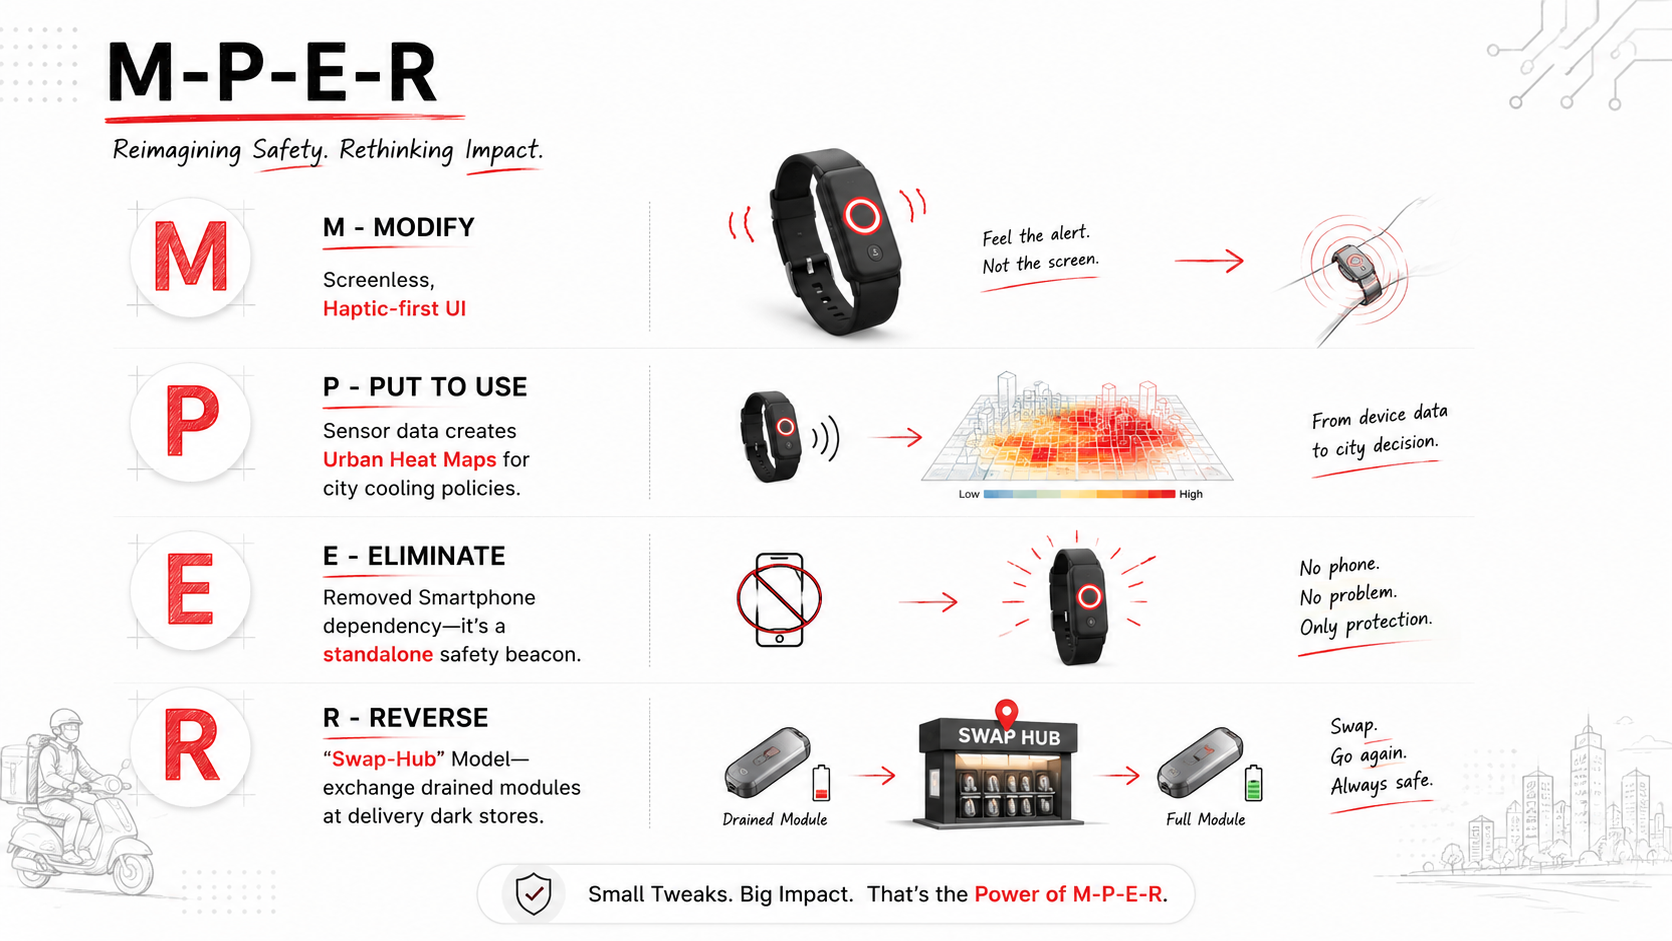 M-P-E-R
Reimagining Safety. Rethinking Impact.
M
M - MODIFY
Screenless,
Haptic-first UI
Feel the alert.
Not the screen.
P
P - PUT TO USE
Sensor data creates
Urban Heat Maps for
city cooling policies.
Low
High
From device data
to city decision.
E
E - ELIMINATE
Removed Smartphone
dependency—it's a
standalone safety beacon.
No phone.
No problem.
Only protection.
R
R - REVERSE
“Swap-Hub” Model—
exchange drained modules
at delivery dark stores.
Drained Module
SWAP HUB
Full Module
Swap.
Go again.
Always safe.
Small Tweaks. Big Impact. That's the Power of M-P-E-R.